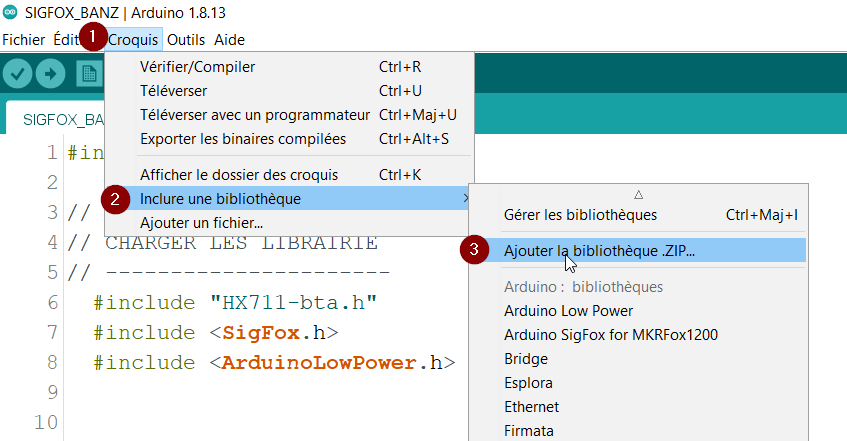 SIGFOX_BANZ | Arduino 1.8.13
Fichier Édit 1 Croquis Outils Aide
Vérifier/Compiler Ctrl+R
Téléverser Ctrl+U
Téléverser avec un programmateur Ctrl+Maj+U
Exporter les binaires compilées Ctrl+Alt+S
Afficher le dossier des croquis Ctrl+K
2 Inclure une bibliothèque
Ajouter un fichier...
Gérer les bibliothèques Ctrl+Maj+I
3 Ajouter la bibliothèque .ZIP...
Arduino : bibliothèques
Arduino Low Power
Arduino SigFox for MKRFox1200
Bridge
Esplora
Ethernet
Firmata
SIGFOX_BA
1 #in
2
3 //
4 // CHARGER LES LIBRAIRIE
5 // -----------------------
6 #include "HX711-bta.h"
7 #include <SigFox.h>
8 #include <ArduinoLowPower.h>
9
10